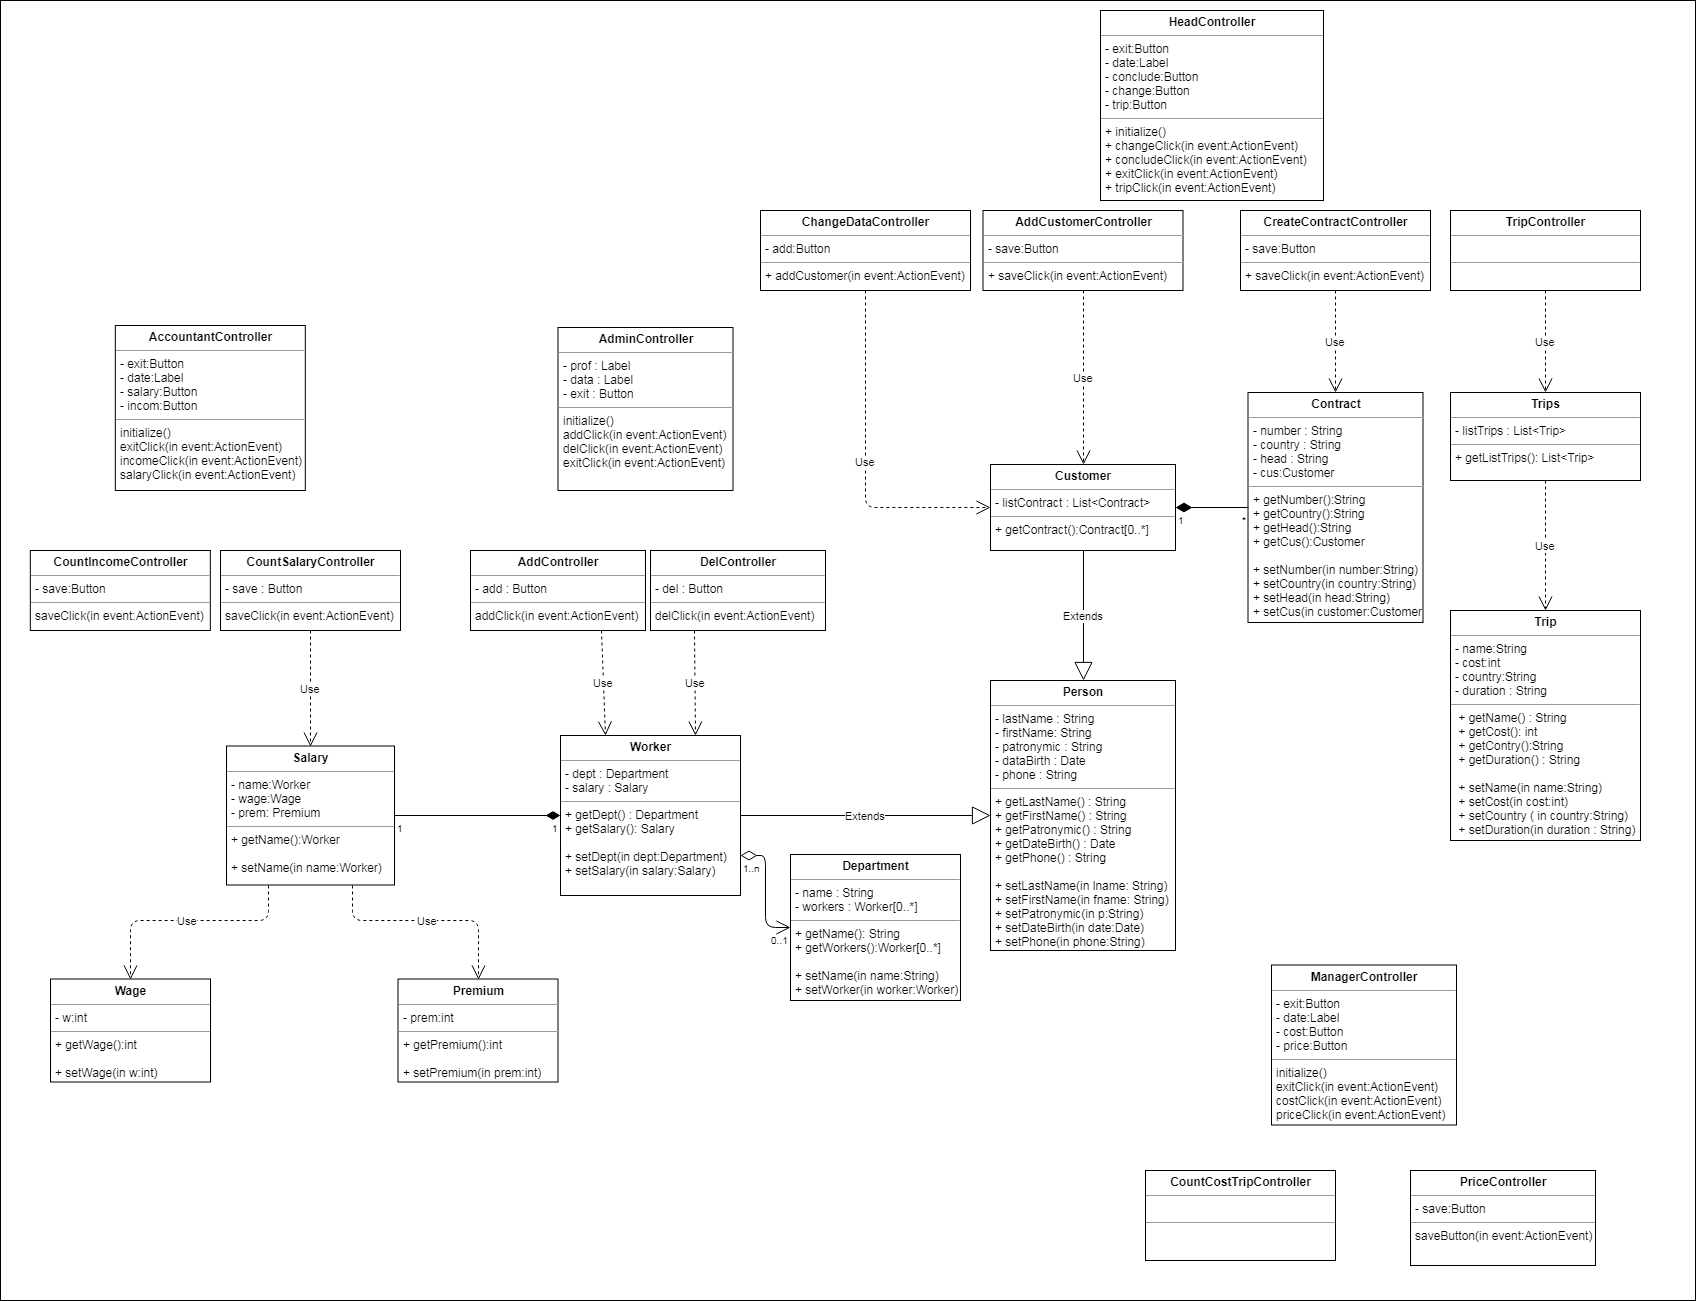 HeadController
- exit:Button
- date:Label
- conclude:Button
- change:Button
- trip:Button
+ initialize()
+ changeClick(in event:ActionEvent)
+ concludeClick(in event:ActionEvent)
+ exitClick(in event:ActionEvent)
+ tripClick(in event:ActionEvent)
ChangeDataController
- add:Button
+ addCustomer(in event:ActionEvent)
AddCustomerController
- save:Button
+ saveClick(in event:ActionEvent)
CreateContractController
- save:Button
+ saveClick(in event:ActionEvent)
TripController
Use
Use
Use
Use
AccountantController
- exit:Button
- date:Label
- salary:Button
- incom:Button
initialize()
exitClick(in event:ActionEvent)
incomeClick(in event:ActionEvent)
salaryClick(in event:ActionEvent)
AdminController
- prof : Label
- data : Label
- exit : Button
initialize()
addClick(in event:ActionEvent)
delClick(in event:ActionEvent)
exitClick(in event:ActionEvent)
Contract
- number : String
- country : String
- head : String
- cus:Customer
+ getNumber():String
+ getCountry():String
+ getHead():String
+ getCus():Customer
+ setNumber(in number:String)
+ setCountry(in country:String)
+ setHead(in head:String)
+ setCus(in customer:Customer
Trips
- listTrips : List<Trip>
+ getListTrips(): List<Trip>
Use
Customer
- listContract : List<Contract>
+ getContract():Contract[0..*]
1
*
Extends
CountIncomeController
- save:Button
saveClick(in event:ActionEvent)
CountSalaryController
- save : Button
saveClick(in event:ActionEvent)
AddController
- add : Button
addClick(in event:ActionEvent)
DelController
- del : Button
delClick(in event:ActionEvent)
Use
Use
Use
Trip
- name:String
- cost:int
- country:String
- duration : String
+ getName() : String
+ getCost(): int
+ getContry():String
+ getDuration() : String
+ setName(in name:String)
+ setCost(in cost:int)
+ setCountry ( in country:String)
+ setDuration(in duration : String)
Person
- lastName : String
- firstName: String
- patronymic : String
- dataBirth : Date
- phone : String
+ getLastName() : String
+ getFirstName() : String
+ getPatronymic() : String
+ getDateBirth() : Date
+ getPhone() : String
+ setLastName(in lname: String)
+ setFirstName(in fname: String)
+ setPatronymic(in p:String)
+ setDateBirth(in date:Date)
+ setPhone(in phone:String)
Salary
- name:Worker
- wage:Wage
- prem: Premium
+ getName():Worker
+ setName(in name:Worker)
1
1
Worker
- dept : Department
- salary : Salary
+ getDept() : Department
+ getSalary(): Salary
+ setDept(in dept:Department)
+ setSalary(in salary:Salary)
Extends
1..n
0..1
Department
- name : String
- workers : Worker[0..*]
+ getName(): String
+ getWorkers():Worker[0..*]
+ setName(in name:String)
+ setWorker(in worker:Worker)
Use
Use
Wage
- w:int
+ getWage():int
+ setWage(in w:int)
Premium
- prem:int
+ getPremium():int
+ setPremium(in prem:int)
ManagerController
- exit:Button
- date:Label
- cost:Button
- price:Button
initialize()
exitClick(in event:ActionEvent)
costClick(in event:ActionEvent)
priceClick(in event:ActionEvent)
CountCostTripController
PriceController
- save:Button
saveButton(in event:ActionEvent)